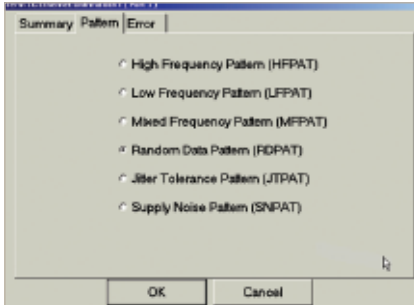 Summary Pattern Error
High Frequency Pattern (HFPAT)
Low Frequency Pattern (LFPAT)
Mixed Frequency Pattern (MFPAT)
Random Data Pattern (RDPAT)
Jitter Tolerance Pattern (JTPAT)
Supply Noise Pattern (SNPAT)
OK Cancel